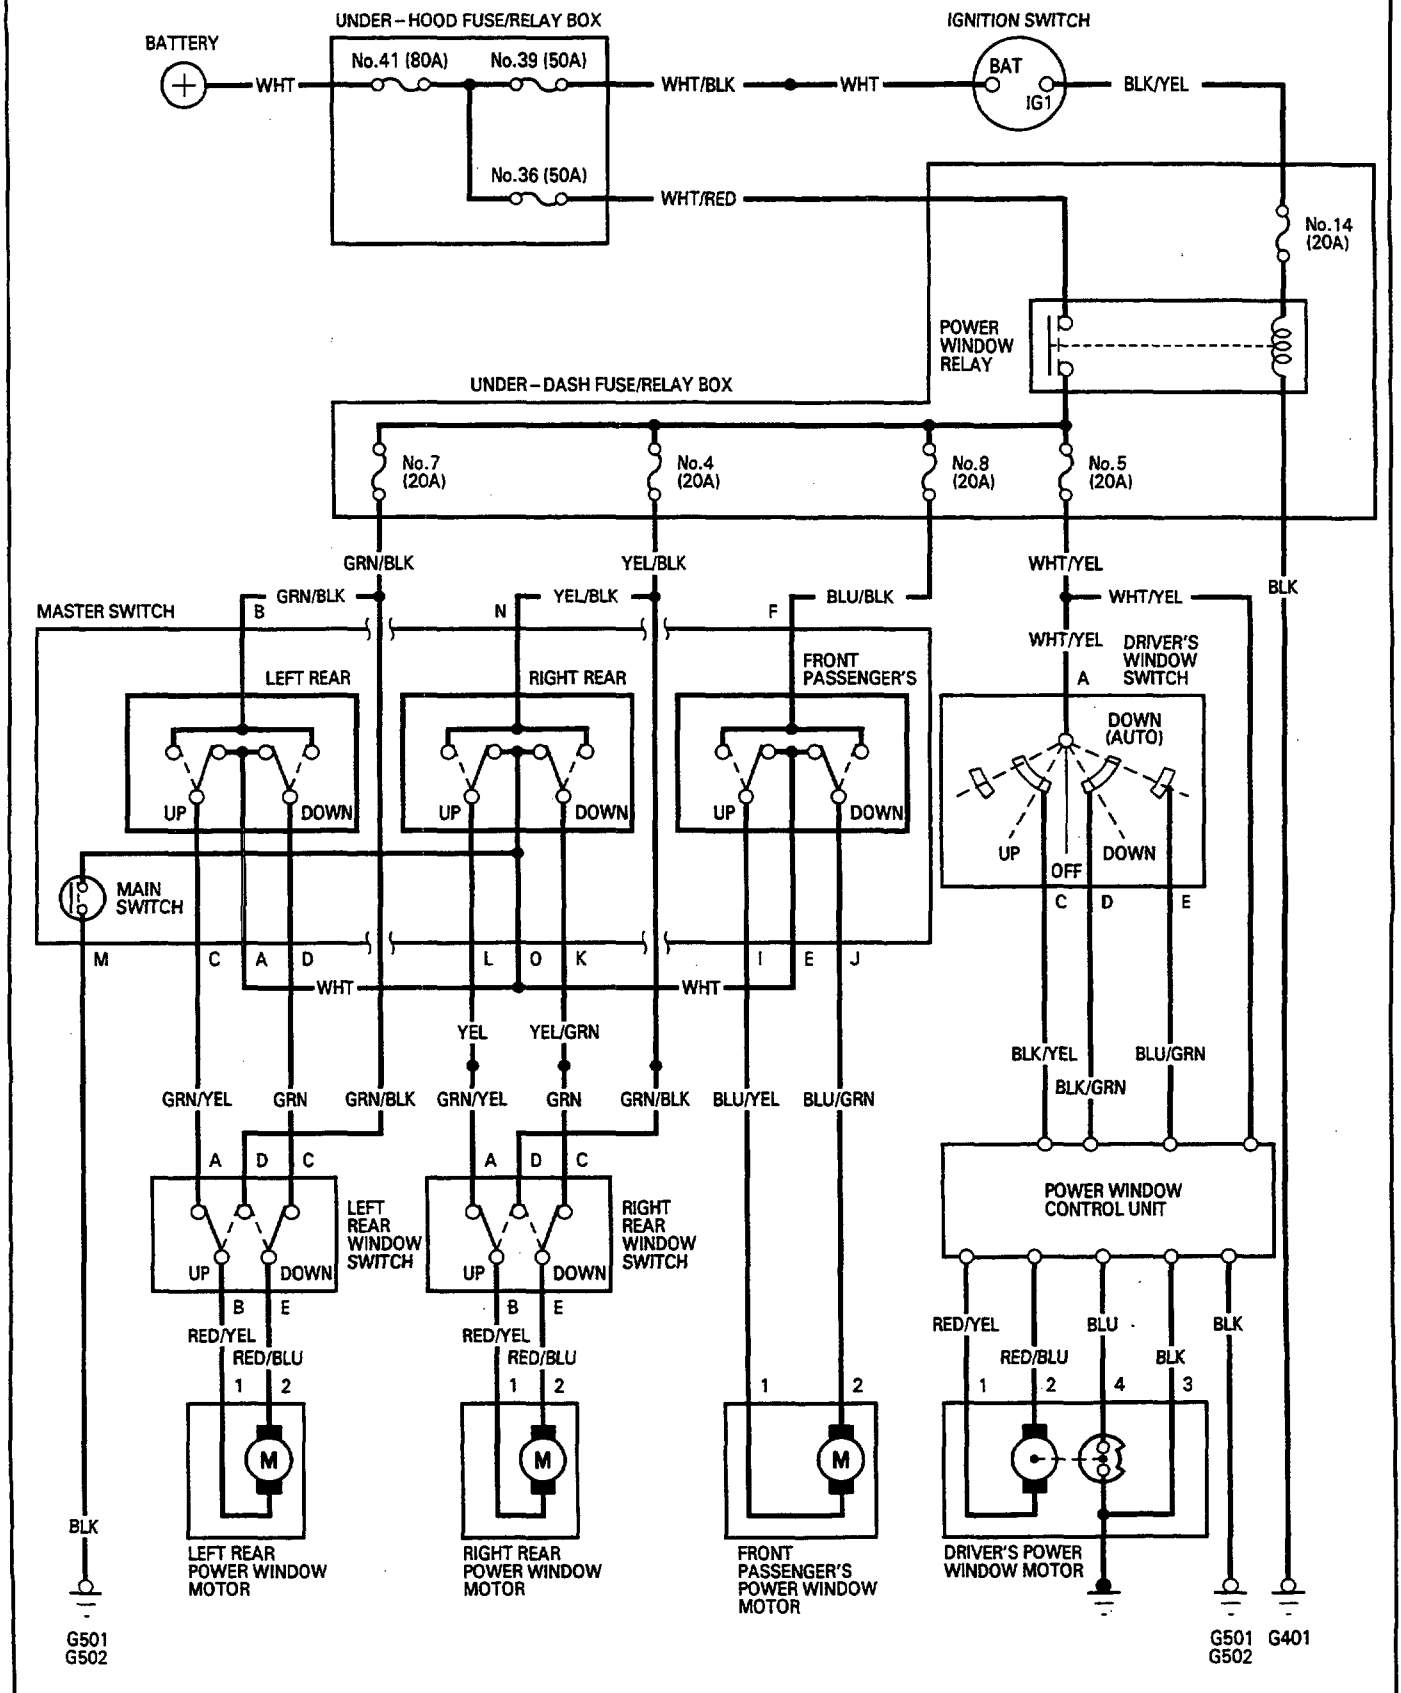 UNDER-HOOD FUSE/RELAY BOX
IGNITION SWITCH
BATTERY
+
WHT
No.41 (80A)
No.39 (50A)
WHT/BLK
WHT
BAT
IG1
BLK/YEL
No.36 (50A)
WHT/RED
No.14
(20A)
POWER
WINDOW
RELAY
UNDER-DASH FUSE/RELAY BOX
No.7
(20A)
No.4
(20A)
No.8
(20A)
No.5
(20A)
GRN/BLK
YEL/BLK
WHT/YEL
BLK
MASTER SWITCH
B
GRN/BLK
N
YEL/BLK
F
BLU/BLK
WHT/YEL
WHT/YEL
A
DRIVER'S
WINDOW
SWITCH
LEFT REAR
RIGHT REAR
FRONT
PASSENGER'S
UP
DOWN
UP
DOWN
UP
DOWN
DOWN
(AUTO)
UP
OFF
DOWN
MAIN
SWITCH
C
D
E
M
C
A
D
L
O
K
I
E
J
WHT
WHT
YEL
YEL/GRN
BLK/YEL
BLU/GRN
BLK/GRN
GRN/YEL
GRN
GRN/BLK
GRN/YEL
GRN
GRN/BLK
BLU/YEL
BLU/GRN
A
D
C
A
D
C
LEFT
REAR
WINDOW
SWITCH
RIGHT
REAR
WINDOW
SWITCH
POWER WINDOW
CONTROL UNIT
UP
DOWN
UP
DOWN
B
E
B
E
RED/YEL
RED/BLU
RED/YEL
RED/BLU
RED/YEL
RED/BLU
BLU
BLK
BLK
1
2
1
2
1
2
1
2
4
3
M
M
M
BLK
LEFT REAR
POWER WINDOW
MOTOR
RIGHT REAR
POWER WINDOW
MOTOR
FRONT
PASSENGER'S
POWER WINDOW
MOTOR
DRIVER'S POWER
WINDOW MOTOR
G501
G502
G501
G502
G401